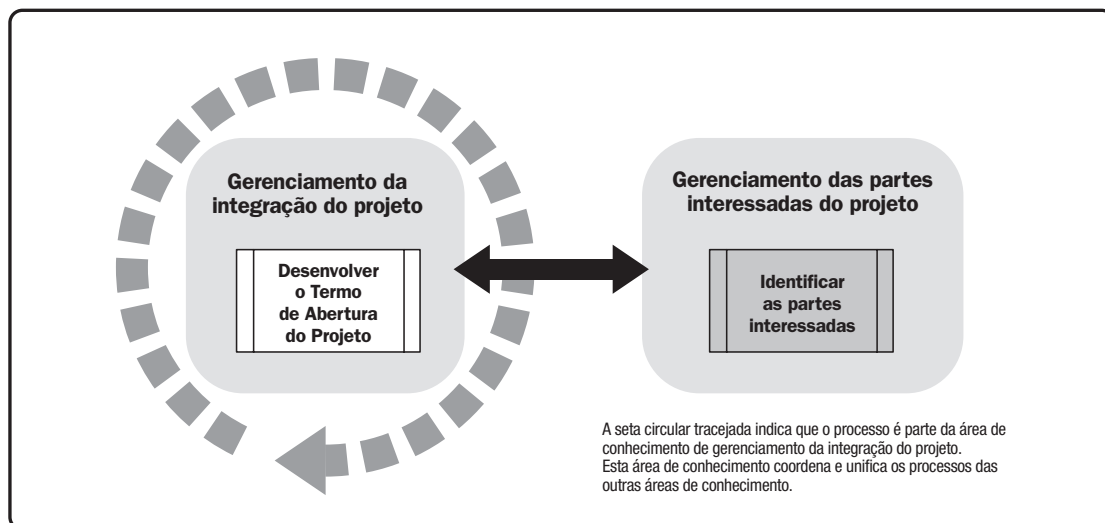 Gerenciamento da
integração do projeto
Desenvolver
o Termo
de Abertura
do Projeto
Gerenciamento das partes
interessadas do projeto
Identificar
as partes
interessadas
A seta circular tracejada indica que o processo é parte da área de
conhecimento de gerenciamento da integração do projeto.
Esta área de conhecimento coordena e unifica os processos das
outras áreas de conhecimento.